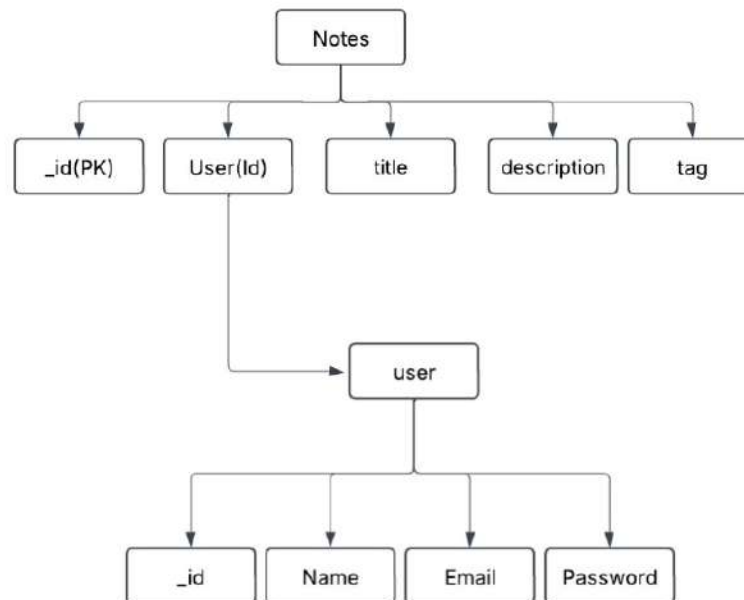 Notes
_id(PK)
User(Id)
title
description
tag
user
_id
Name
Email
Password